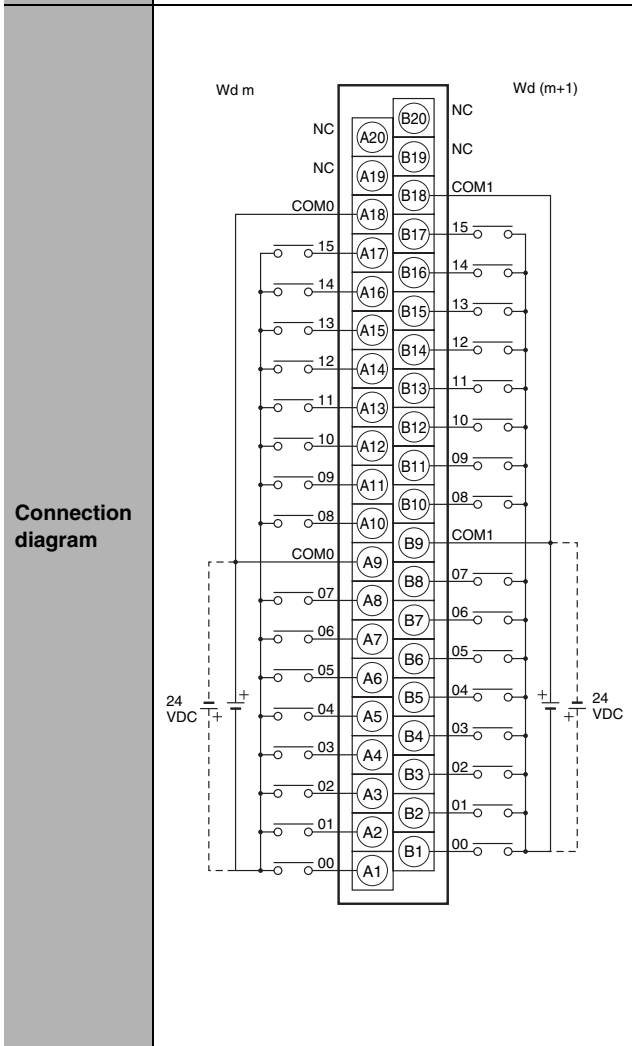 Connection
diagram
Wd m
Wd (m+1)
NC A20 B20 NC
NC A19 B19 NC
COM0 A18 B18 COM1
15 A17 B17 15
14 A16 B16 14
13 A15 B15 13
12 A14 B14 12
11 A13 B13 11
10 A12 B12 10
09 A11 B11 09
08 A10 B10 08
COM0 A9 B9 COM1
07 A8 B8 07
06 A7 B7 06
05 A6 B6 05
04 A5 B5 04
03 A4 B4 03
02 A3 B3 02
01 A2 B2 01
00 A1 B1 00
24
VDC
+ +
24
VDC
+ +